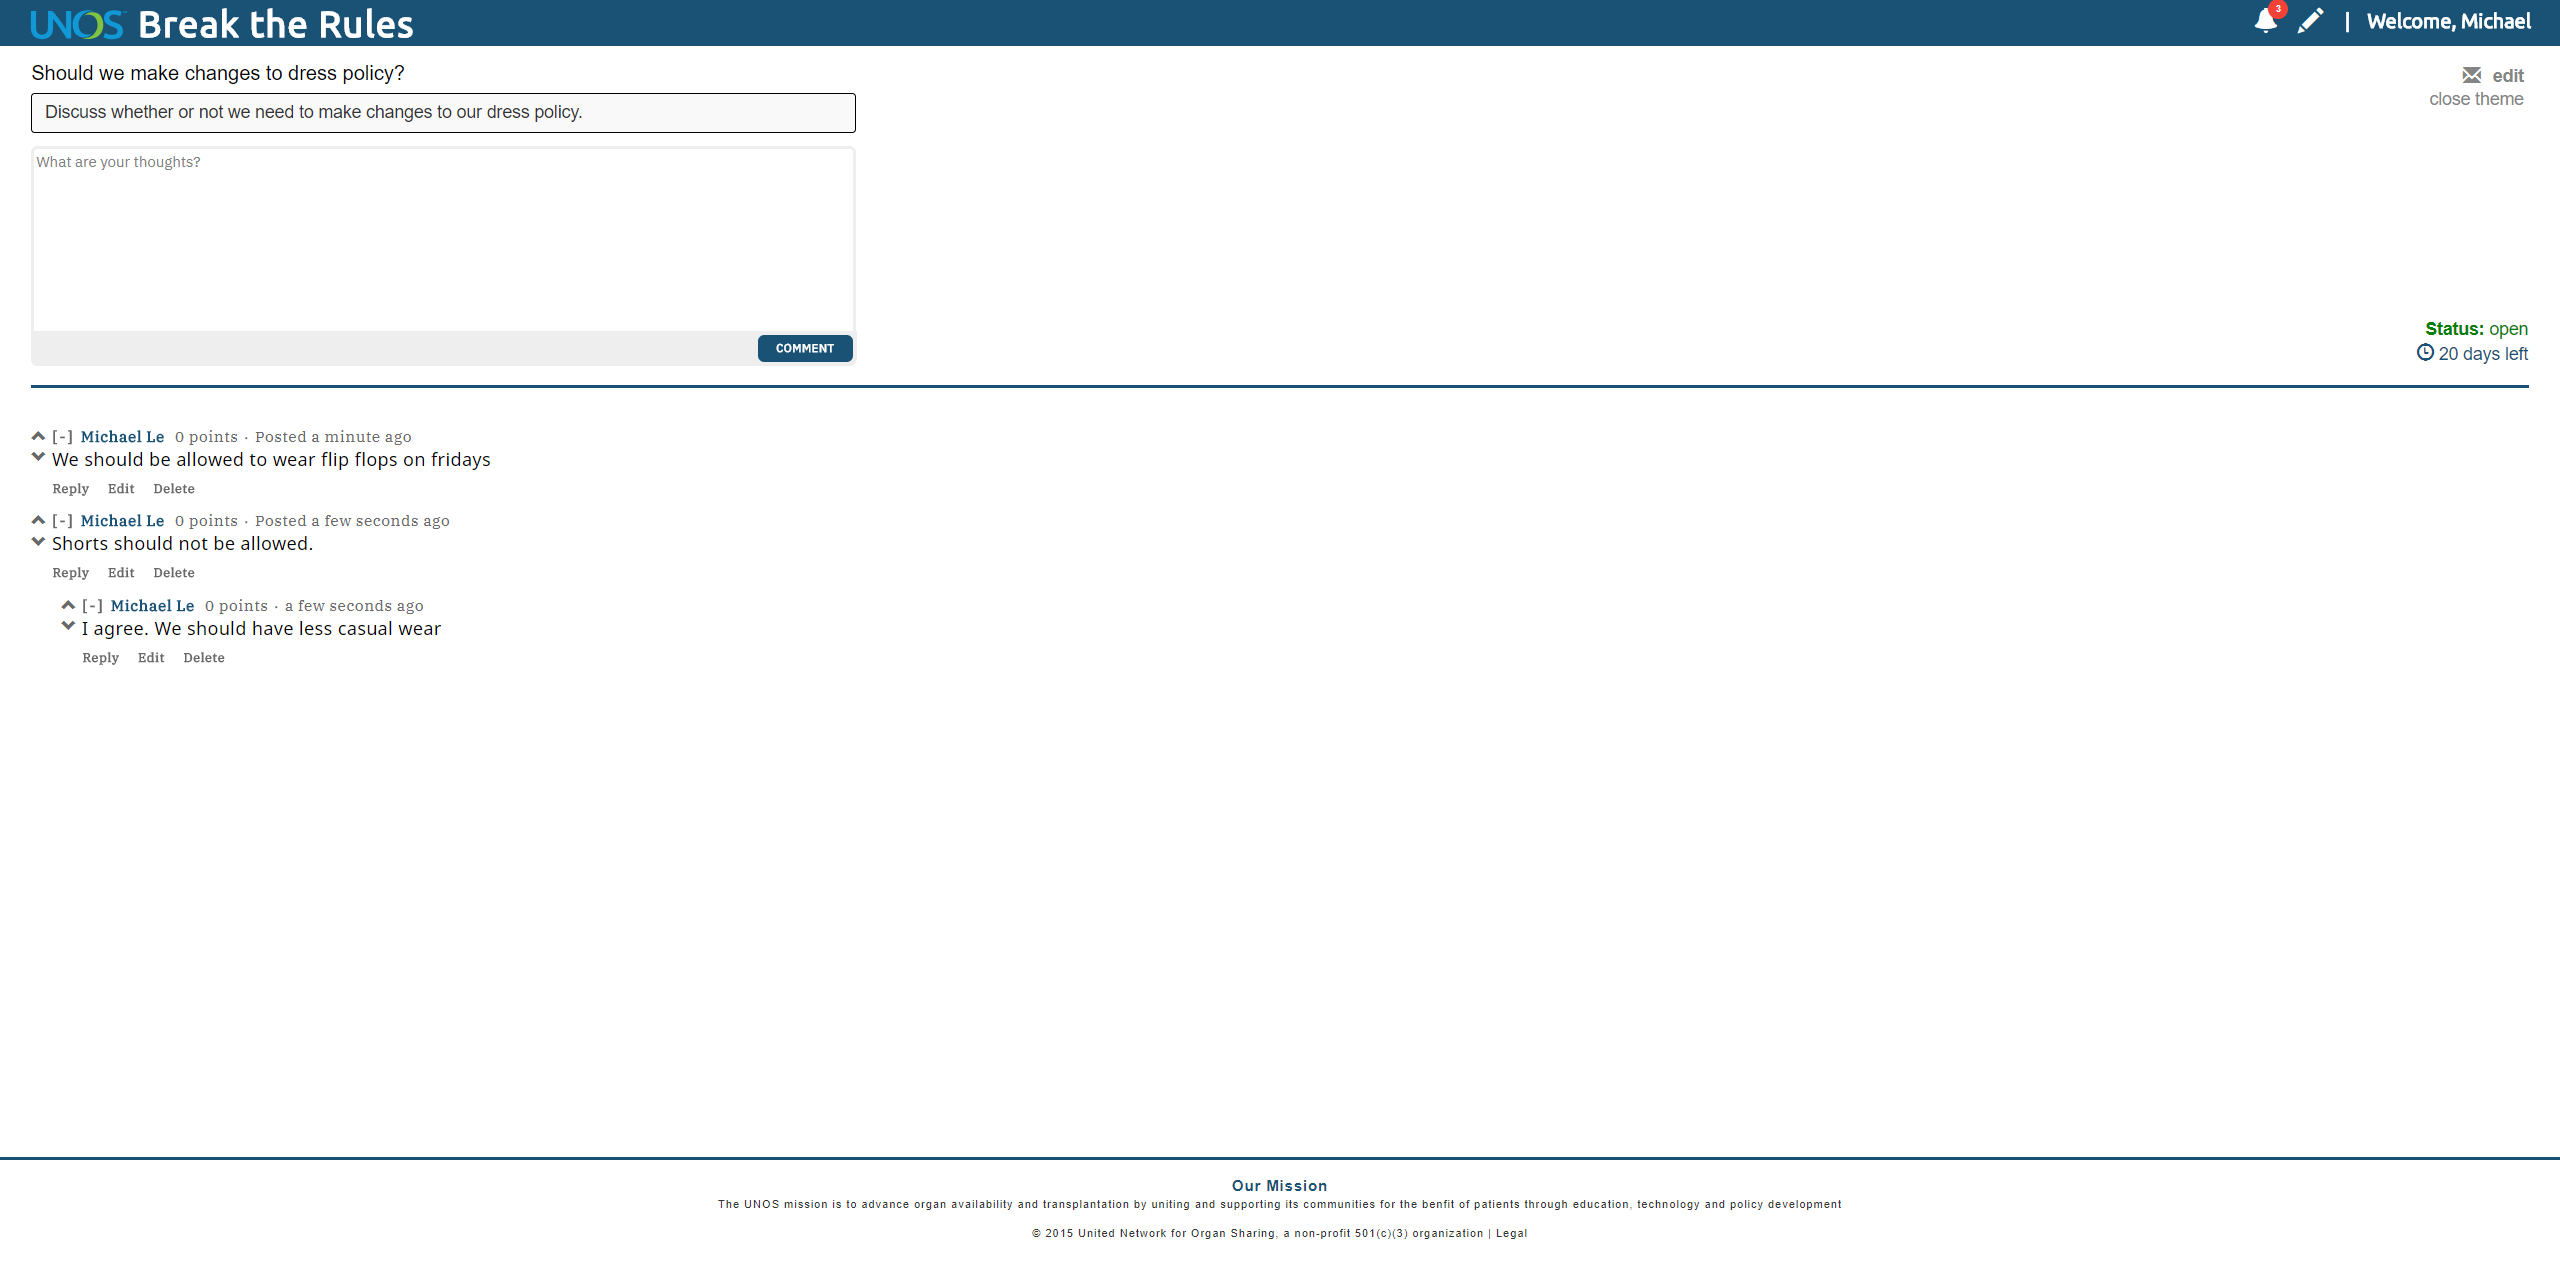 UNOS Break the Rules
3
| Welcome, Michael
Should we make changes to dress policy?
edit
close theme
Discuss whether or not we need to make changes to our dress policy.
What are your thoughts?
COMMENT
Status: open
20 days left
[-] Michael Le 0 points · Posted a minute ago
We should be allowed to wear flip flops on fridays
Reply Edit Delete
[-] Michael Le 0 points · Posted a few seconds ago
Shorts should not be allowed.
Reply Edit Delete
[-] Michael Le 0 points · a few seconds ago
I agree. We should have less casual wear
Reply Edit Delete
Our Mission
The UNOS mission is to advance organ availability and transplantation by uniting and supporting its communities for the benfit of patients through education, technology and policy development
© 2015 United Network for Organ Sharing, a non-profit 501(c)(3) organization | Legal